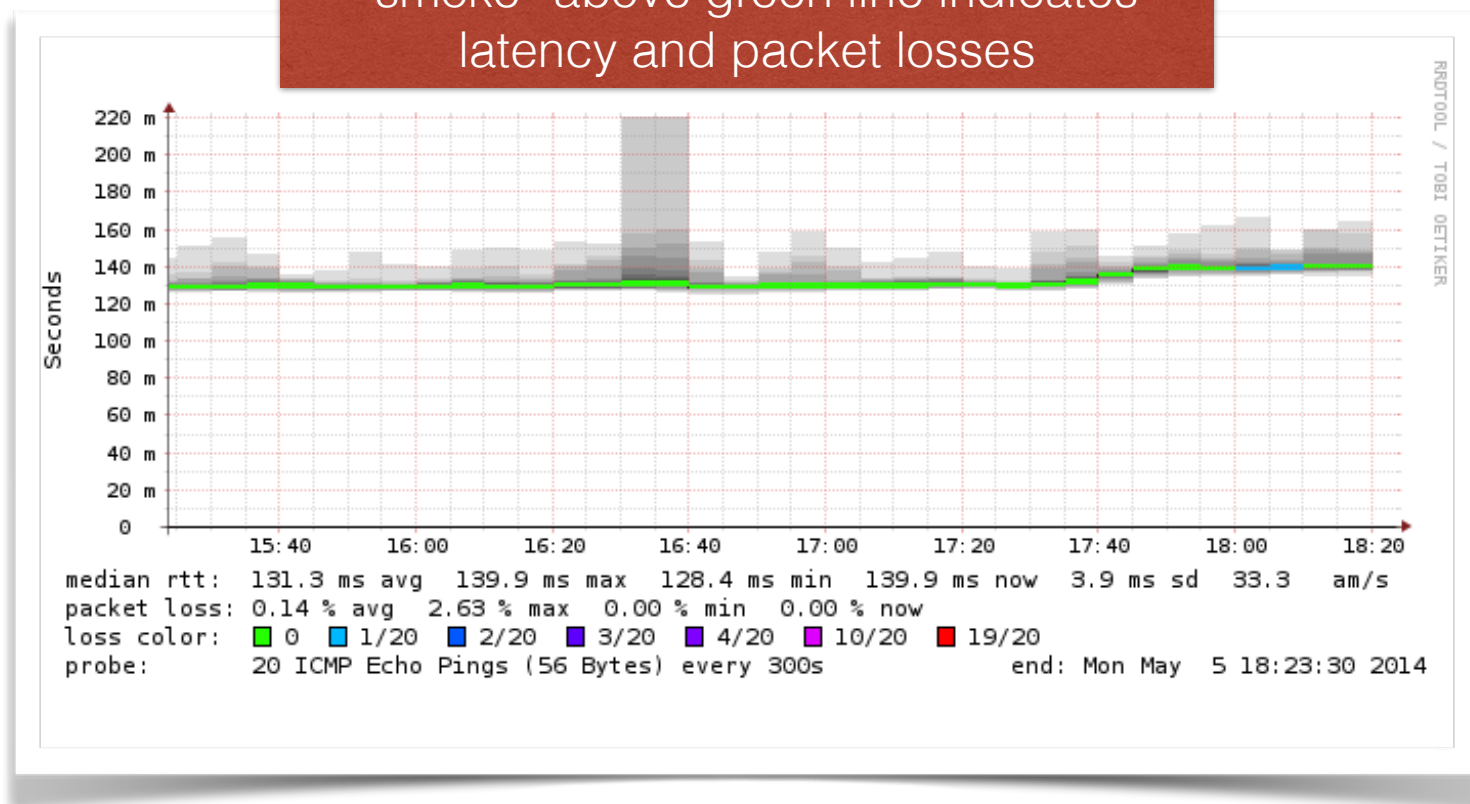 smoke" above green line indicates
latency and packet losses
RRDTOOL / TOBI OETIKER
Seconds
220 m
200 m
180 m
160 m
140 m
120 m
100 m
80 m
60 m
40 m
20 m
0
15:40 16:00 16:20 16:40 17:00 17:20 17:40 18:00 18:20
median rtt: 131.3 ms avg 139.9 ms max 128.4 ms min 139.9 ms now 3.9 ms sd 33.3 am/s
packet loss: 0.14 % avg 2.63 % max 0.00 % min 0.00 % now
loss color: 0 1/20 2/20 3/20 4/20 10/20 19/20
probe: 20 ICMP Echo Pings (56 Bytes) every 300s end: Mon May 5 18:23:30 2014